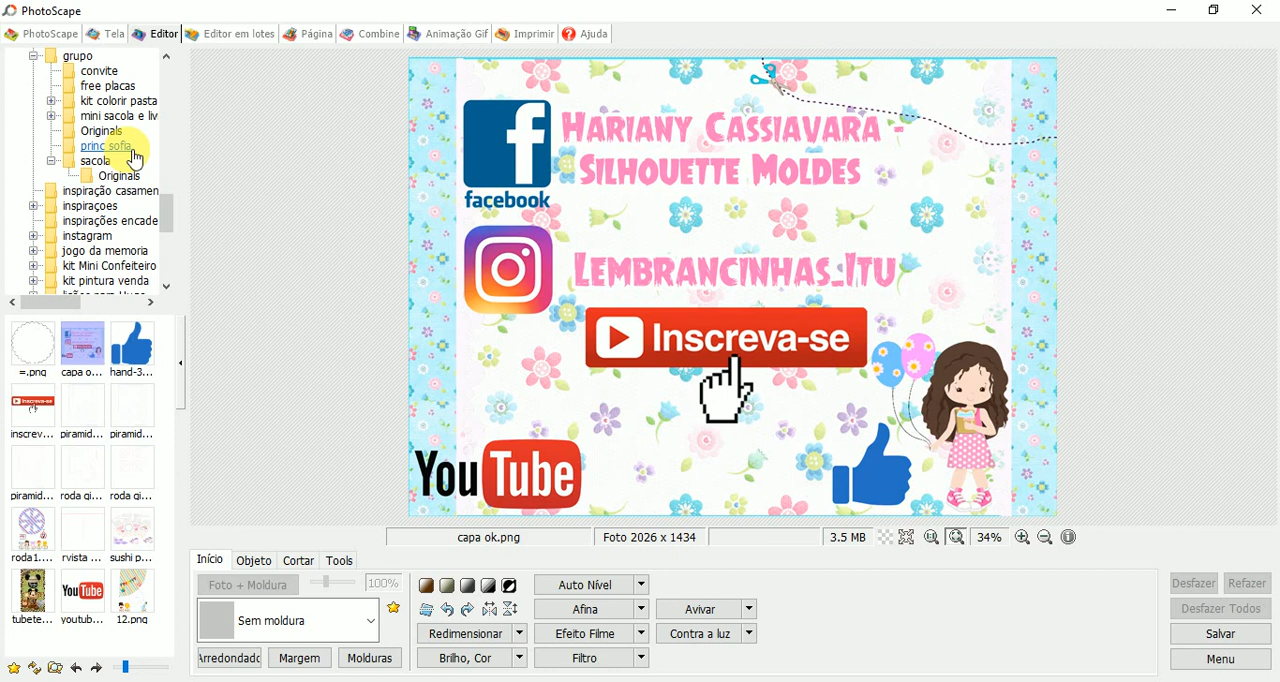 PhotoScape
PhotoScape Tela Editor Editor em lotes Página Combine Animação Gif Imprimir Ajuda
grupo
convite
free placas
kit colorir pasta
mini sacola e liv
Originals
princ sofia
sacola
Originals
inspiração casamen
inspiraçoes
inspirações encade
instagram
jogo da memoria
kit Mini Confeiteiro
kit pintura venda
=.png capa o... hand-3...
inscrev... piramid... piramid...
piramid... roda gi... roda gi...
roda1.... rvista ... sushi p...
tubete... youtub... 12.png
facebook
Hariany Cassiavara -
Silhouette Moldes
Lembrancinhas_Itu
Inscreva-se
YouTube
capa ok.png Foto 2026 x 1434 3.5 MB 34%
Início Objeto Cortar Tools
Foto + Moldura 100%
Sem moldura
Arredondado Margem Molduras
Auto Nível
Afina Avivar
Redimensionar Efeito Filme Contra a luz
Brilho, Cor Filtro
Desfazer Refazer
Desfazer Todos
Salvar
Menu